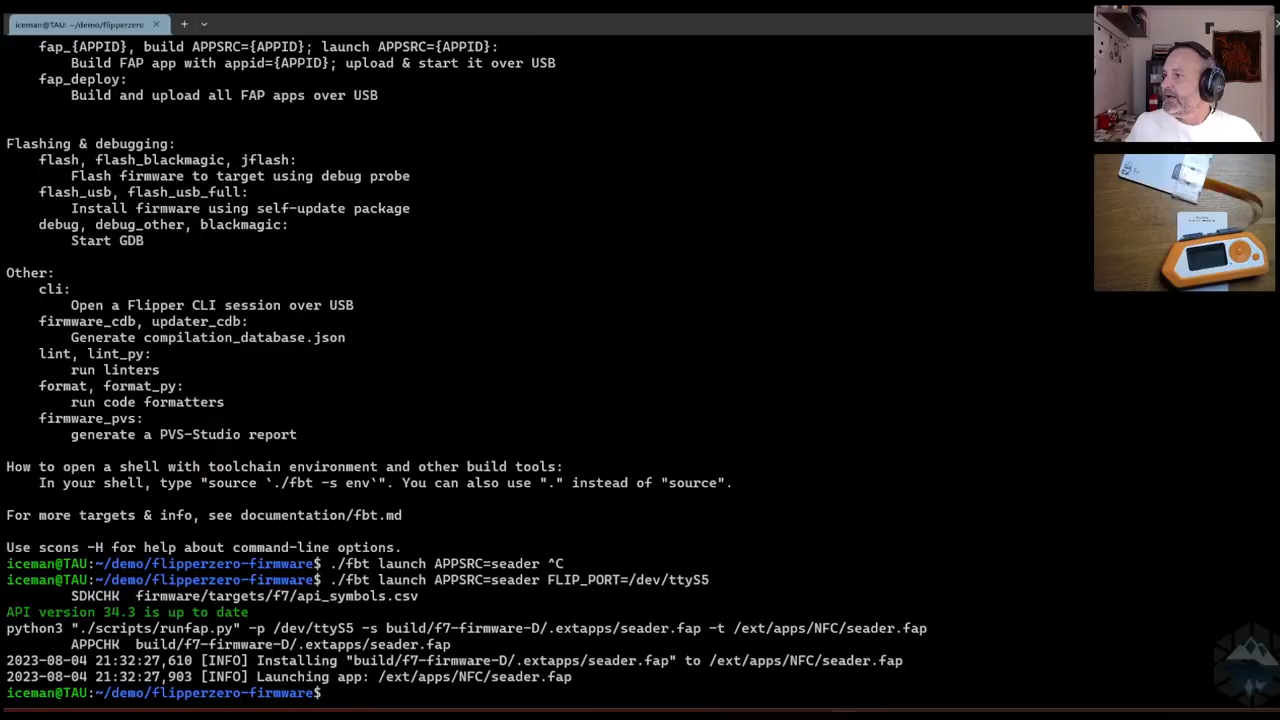 iceman@TAU: ~/demo/flipperzero
fap_{APPID}, build APPSRC={APPID}; launch APPSRC={APPID}:
Build FAP app with appid={APPID}; upload & start it over USB
fap_deploy:
Build and upload all FAP apps over USB
Flashing & debugging:
flash, flash_blackmagic, jflash:
Flash firmware to target using debug probe
flash_usb, flash_usb_full:
Install firmware using self-update package
debug, debug_other, blackmagic:
Start GDB
Other:
cli:
Open a Flipper CLI session over USB
firmware_cdb, updater_cdb:
Generate compilation_database.json
lint, lint_py:
run linters
format, format_py:
run code formatters
firmware_pvs:
generate a PVS-Studio report
How to open a shell with toolchain environment and other build tools:
In your shell, type "source `./fbt -s env`". You can also use "." instead of "source".
For more targets & info, see documentation/fbt.md
Use scons -H for help about command-line options.
iceman@TAU:~/demo/flipperzero-firmware$ ./fbt launch APPSRC=seader ^C
iceman@TAU:~/demo/flipperzero-firmware$ ./fbt launch APPSRC=seader FLIP_PORT=/dev/ttyS5
SDKCHK firmware/targets/f7/api_symbols.csv
API version 34.3 is up to date
python3 "./scripts/runfap.py" -p /dev/ttyS5 -s build/f7-firmware-D/.extapps/seader.fap -t /ext/apps/NFC/seader.fap
APPCHK build/f7-firmware-D/.extapps/seader.fap
2023-08-04 21:32:27,610 [INFO] Installing "build/f7-firmware-D/.extapps/seader.fap" to /ext/apps/NFC/seader.fap
2023-08-04 21:32:27,903 [INFO] Launching app: /ext/apps/NFC/seader.fap
iceman@TAU:~/demo/flipperzero-firmware$